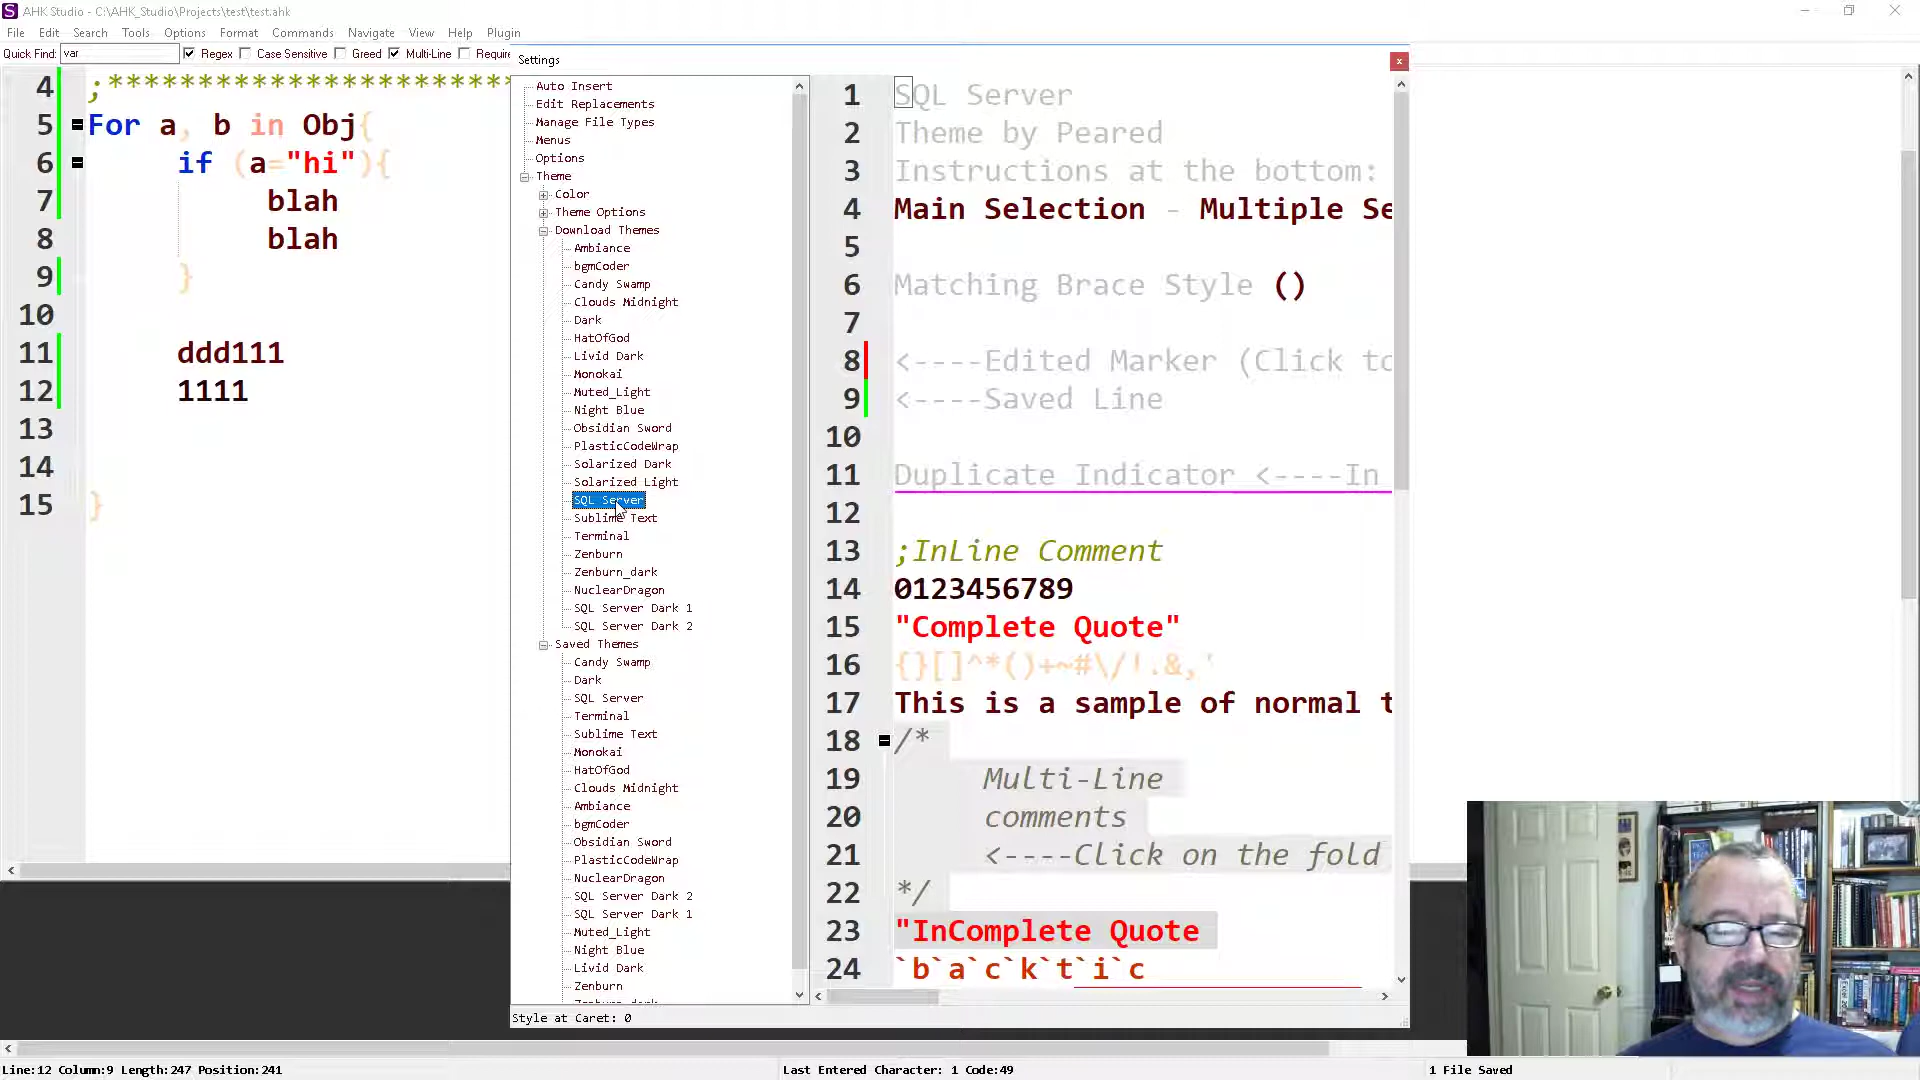 AHK Studio - C:\AHK_Studio\Projects\test\test.ahk
File Edit Search Tools Options Format Commands Navigate View Help Plugin
Quick Find: var Regex Case Sensitive Greed Multi-Line Requir
4 ;***********************
5 For a, b in Obj{
6 if (a="hi"){
7 blah
8 blah
9 }
10
11 ddd111
12 1111
13
14
15 }
Settings
Auto Insert
Edit Replacements
Manage File Types
Menus
Options
Theme
Color
Theme Options
Download Themes
Ambiance
bgmCoder
Candy Swamp
Clouds Midnight
Dark
HatOfGod
Livid Dark
Monokai
Muted_Light
Night Blue
Obsidian Sword
PlasticCodeWrap
Solarized Dark
Solarized Light
SQL Server
Sublime Text
Terminal
Zenburn
Zenburn_dark
NuclearDragon
SQL Server Dark 1
SQL Server Dark 2
Saved Themes
Candy Swamp
Dark
SQL Server
Terminal
Sublime Text
Monokai
HatOfGod
Clouds Midnight
Ambiance
bgmCoder
Obsidian Sword
PlasticCodeWrap
NuclearDragon
SQL Server Dark 2
SQL Server Dark 1
Muted_Light
Night Blue
Livid Dark
Zenburn
1 SQL Server
2 Theme by Peared
3 Instructions at the bottom:
4 Main Selection - Multiple Se
5
6 Matching Brace Style ()
7
8 <----Edited Marker (Click to
9 <----Saved Line
10
11 Duplicate Indicator <----In
12
13 ;InLine Comment
14 0123456789
15 "Complete Quote"
16 {}[]^*()+~#\/!.&,'
17 This is a sample of normal t
18 /*
19 Multi-Line
20 comments
21 <----Click on the fold
22 */
23 "InComplete Quote
24 `b`a`c`k`t`i`c
Style at Caret: 0
Line:12 Column:9 Length:247 Position:241
Last Entered Character: 1 Code:49
1 File Saved